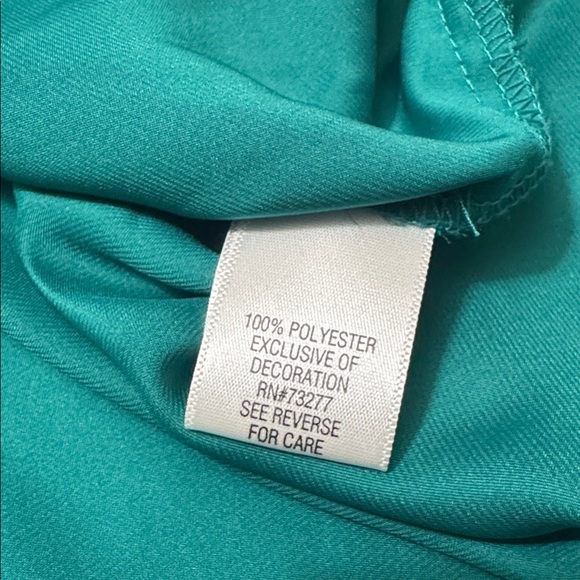 100% POLYESTER
EXCLUSIVE OF
DECORATION
RN#73277
SEE REVERSE
FOR CARE